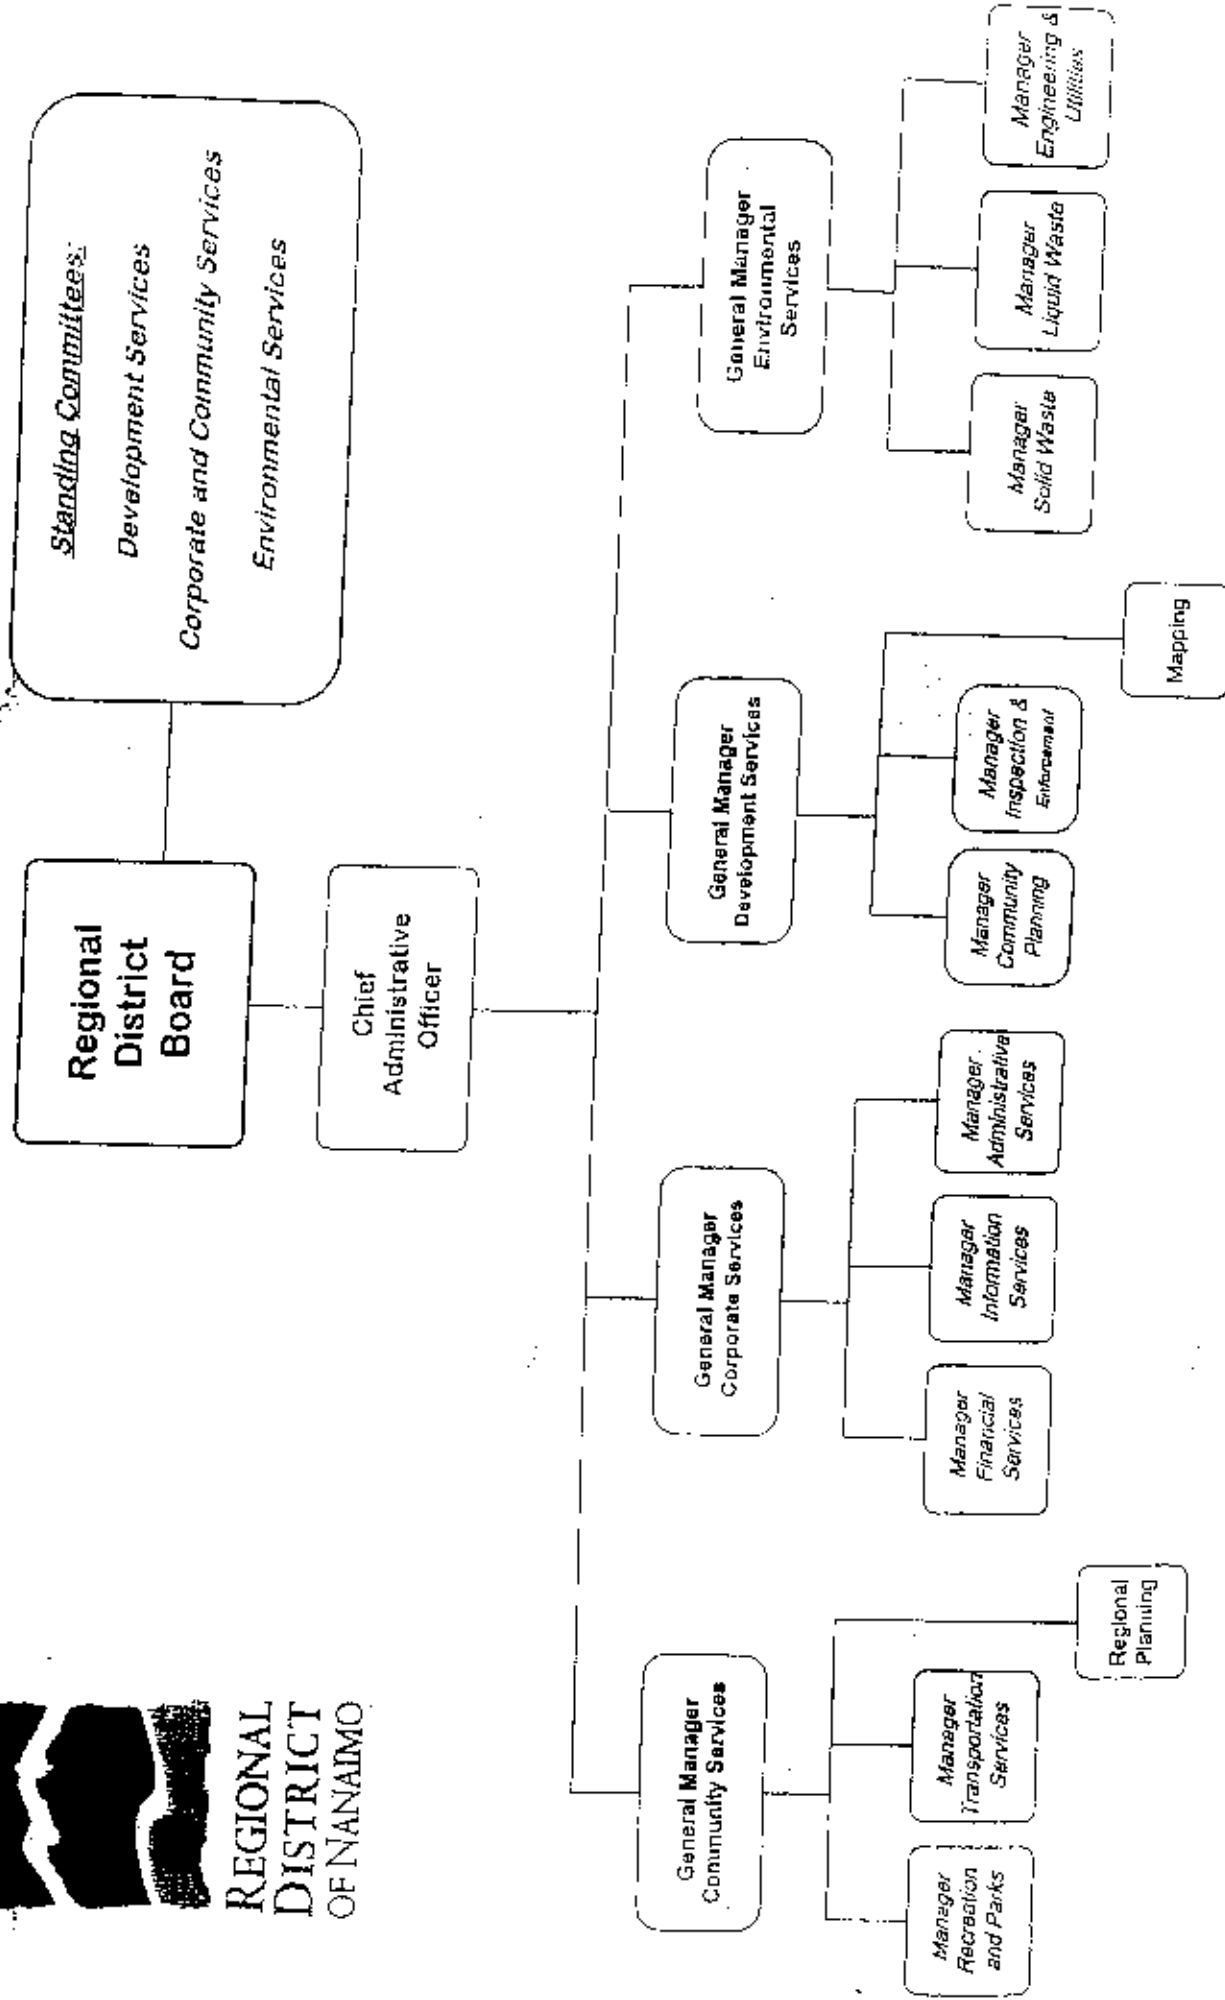 REGIONAL
DISTRICT
OF NANAIMO
Regional
District
Board
Standing Committees:
Development Services
Corporate and Community Services
Environmental Services
Chief
Administrative
Officer
General Manager
Community Services
General Manager
Corporate Services
General Manager
Development Services
General Manager
Environmental
Services
Manager
Recreation
and Parks
Manager
Transportation
Services
Regional
Planning
Manager
Financial
Services
Manager
Information
Services
Manager
Administrative
Services
Manager
Community
Planning
Manager
Inspection &
Enforcement
Mapping
Manager
Solid Waste
Manager
Liquid Waste
Manager
Engineering &
Utilities